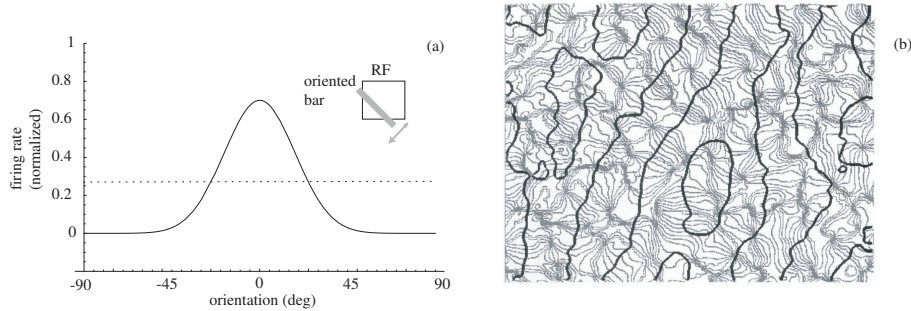 1
(a)
(b)
0.8
RF
oriented
bar
0.6
firing rate
(normalized)
0.4
0.2
0
-90
-45
0
45
90
orientation (deg)